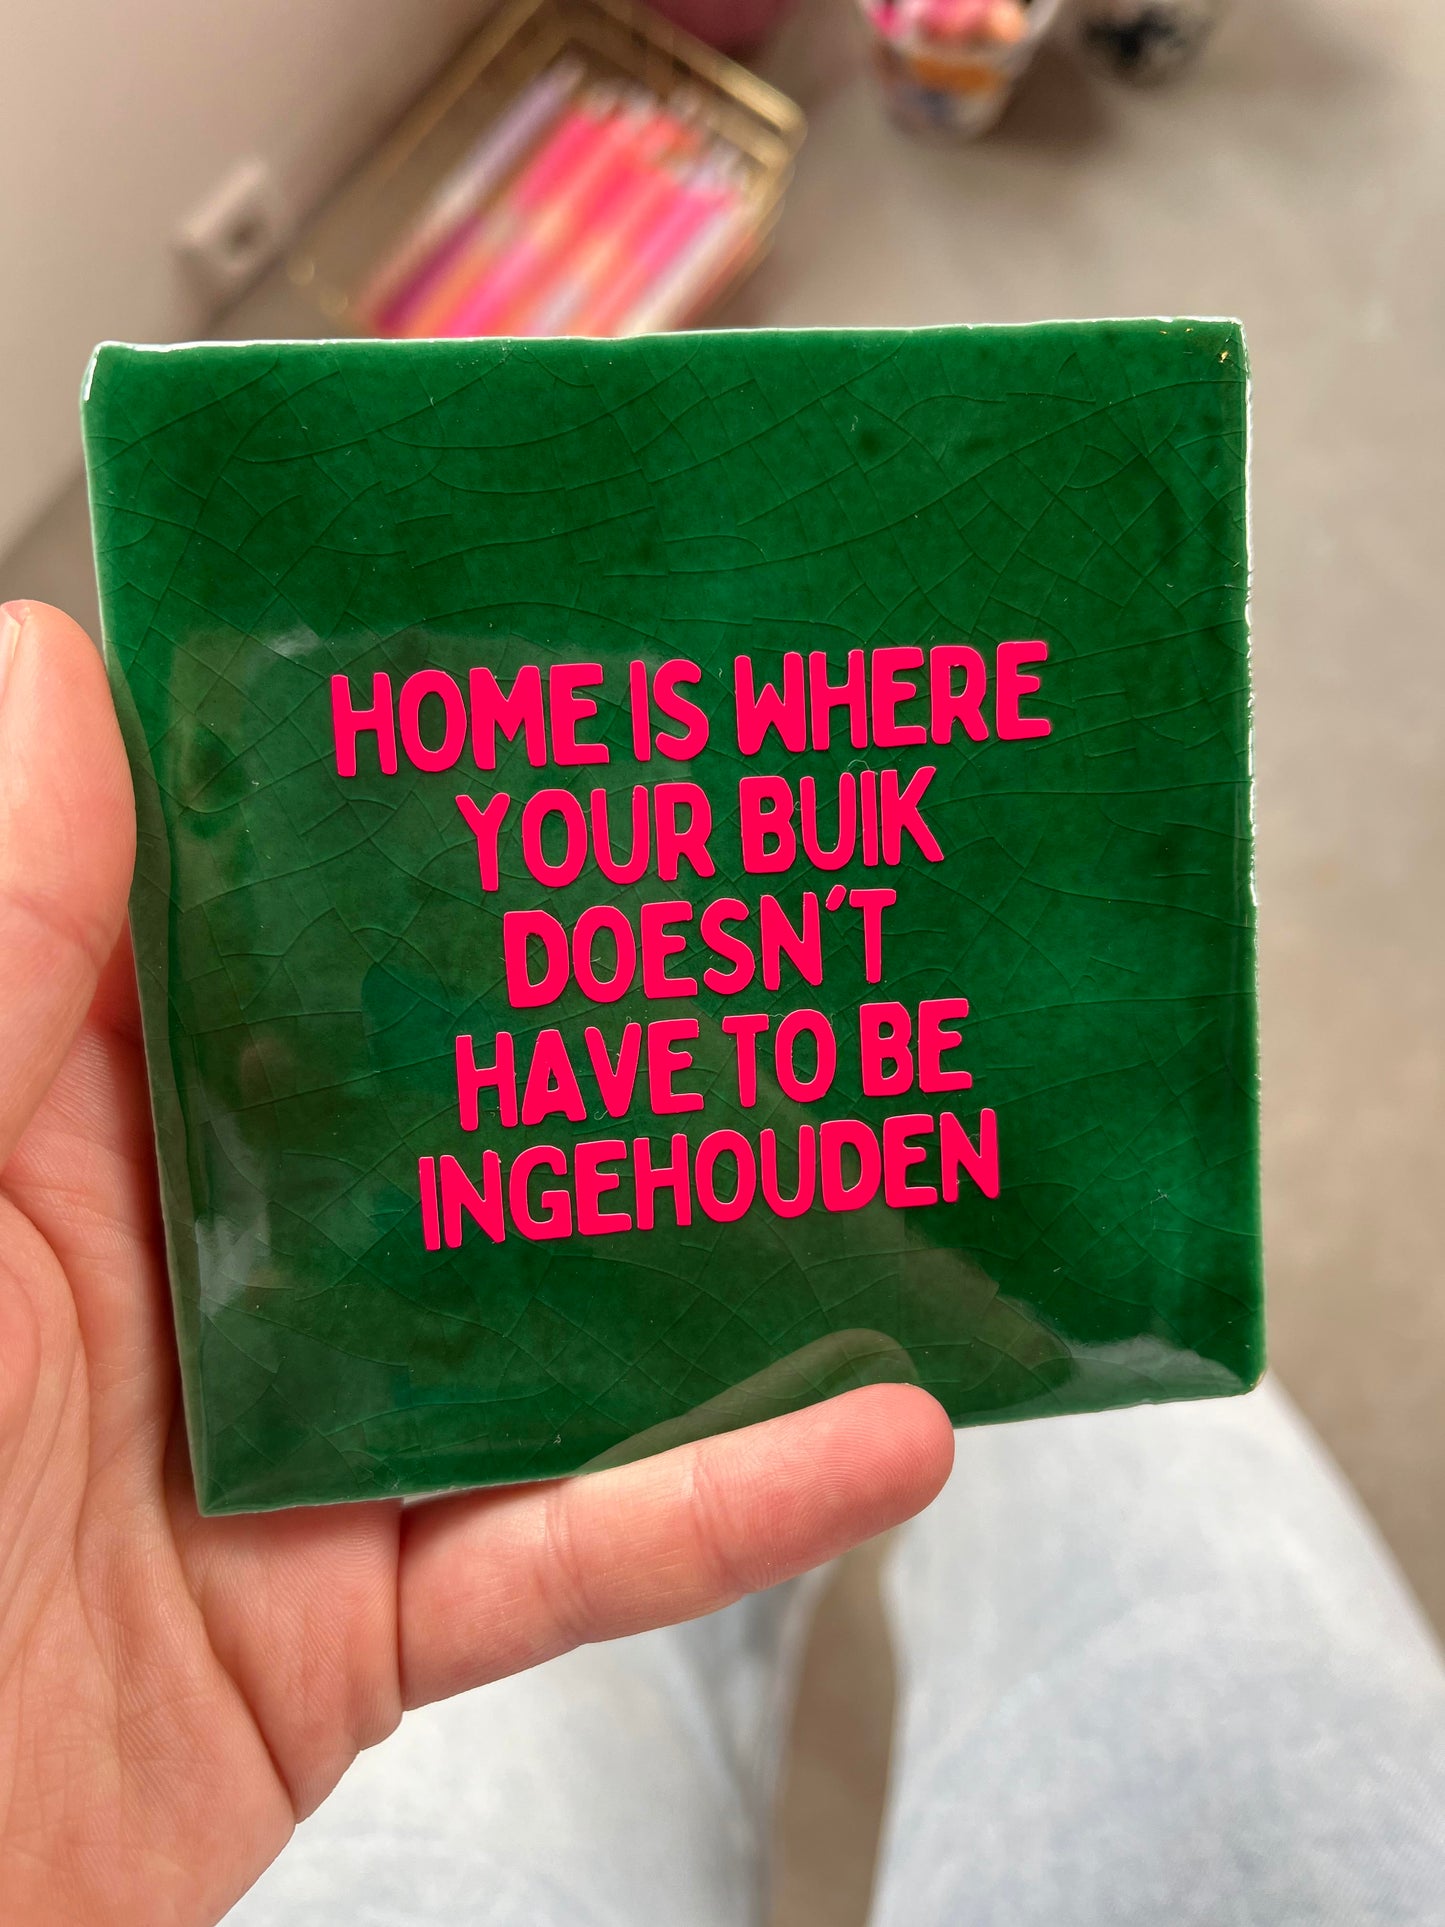 HOME IS WHERE
YOUR BUIK
DOESN'T
HAVE TO BE
INGEHOUDEN